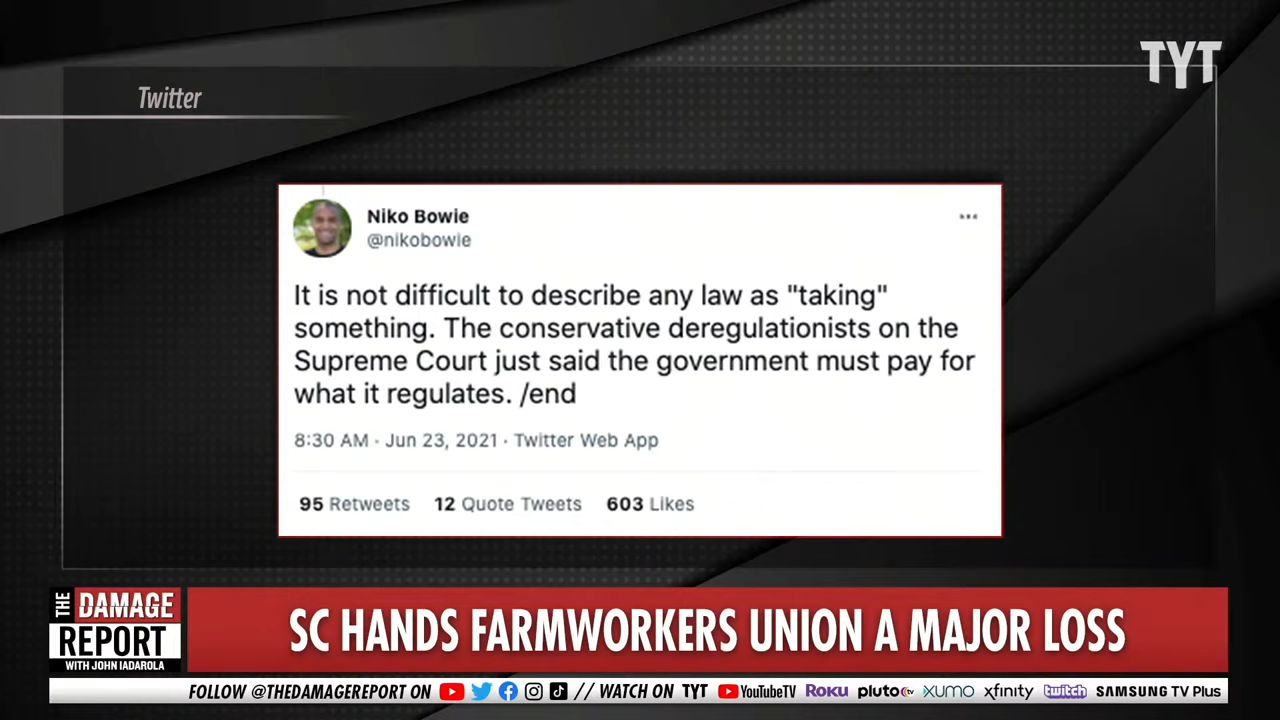 TYT
Twitter
Niko Bowie
@nikobowie
It is not difficult to describe any law as "taking"
something. The conservative deregulationists on the
Supreme Court just said the government must pay for
what it regulates. /end
8:30 AM · Jun 23, 2021 · Twitter Web App
95 Retweets 12 Quote Tweets 603 Likes
THE DAMAGE
REPORT
WITH JOHN IADAROLA
SC HANDS FARMWORKERS UNION A MAJOR LOSS
FOLLOW @THEDAMAGEREPORT ON // WATCH ON TYT YouTubeTV Roku pluto tv xumo xfinity twitch SAMSUNG TV Plus